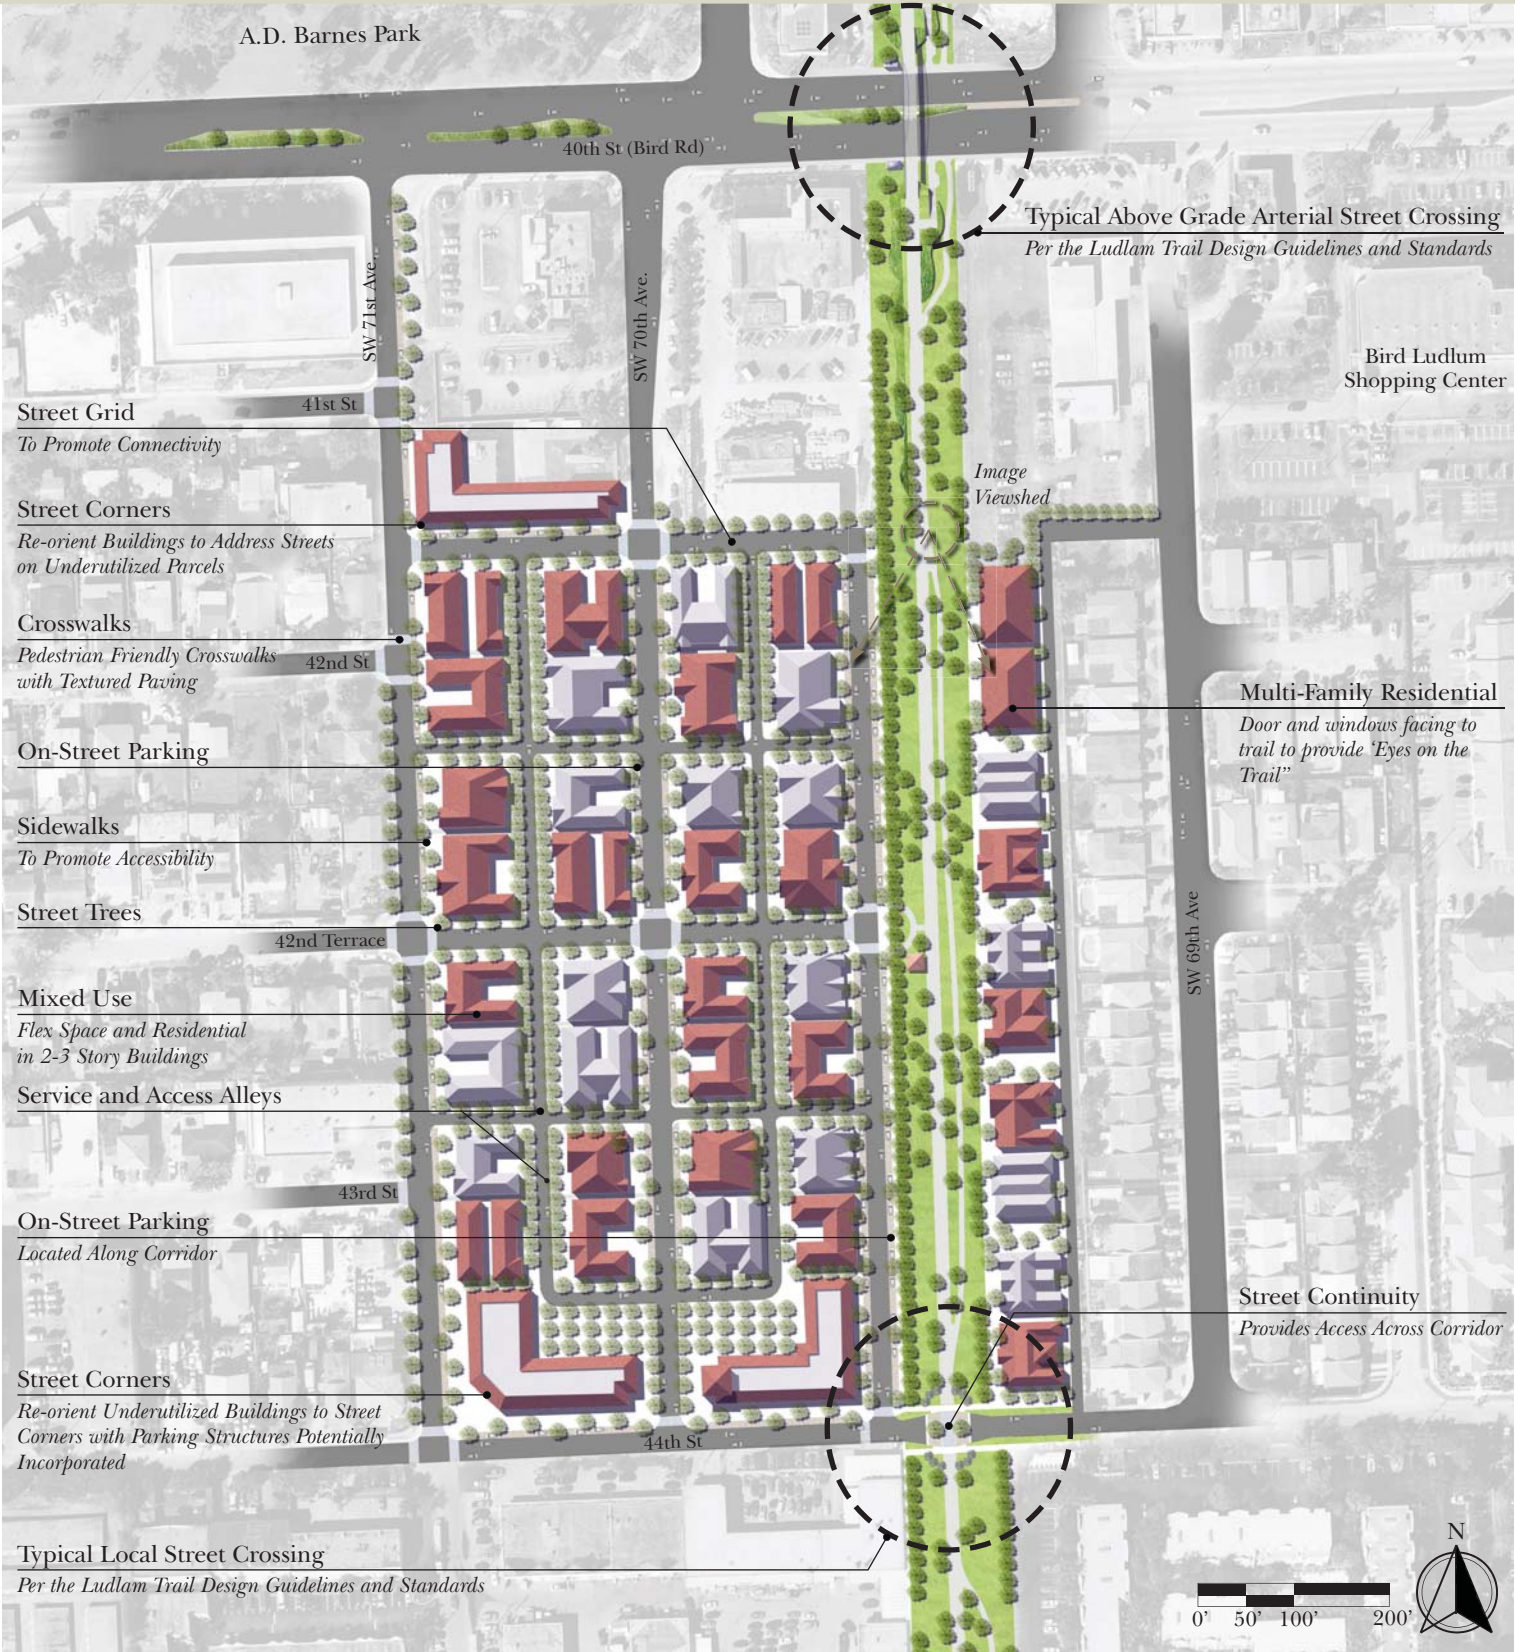 A.D. Barnes Park
40th St (Bird Rd)
Typical Above Grade Arterial Street Crossing
Per the Ludlam Trail Design Guidelines and Standards
SW 71st Ave.
SW 70th Ave.
Bird Ludlum
Shopping Center
41st St
Street Grid
To Promote Connectivity
Image
Viewshed
Street Corners
Re-orient Buildings to Address Streets
on Underutilized Parcels
Crosswalks
Pedestrian Friendly Crosswalks
with Textured Paving
42nd St
Multi-Family Residential
Door and windows facing to
trail to provide ‘Eyes on the
Trail”
On-Street Parking
Sidewalks
To Promote Accessibility
Street Trees
42nd Terrace
SW 69th Ave
Mixed Use
Flex Space and Residential
in 2-3 Story Buildings
Service and Access Alleys
43rd St
On-Street Parking
Located Along Corridor
Street Continuity
Provides Access Across Corridor
Street Corners
Re-orient Underutilized Buildings to Street
Corners with Parking Structures Potentially
Incorporated
44th St
Typical Local Street Crossing
Per the Ludlam Trail Design Guidelines and Standards
N
0' 50' 100' 200'